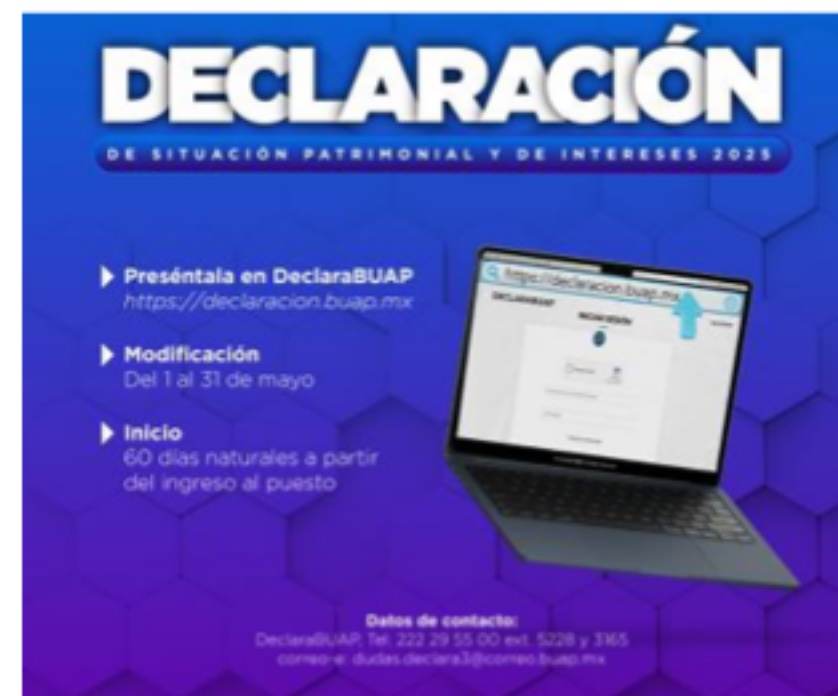 DECLARACIÓN
DE SITUACIÓN PATRIMONIAL Y DE INTERESES 2025
Preséntala en DeclaraBUAP
https://declaracion.buap.mx
Modificación
Del 1 al 31 de mayo
Inicio
60 días naturales a partir
del ingreso al puesto
https://declaracion.buap.mx
DECLARABUAP
INICIAR SESIÓN
Datos de contacto:
DeclaraBUAP, Tel. 222 29 55 00 ext. 5228 y 3165
correo-e: dudas.declara3@correo.buap.mx